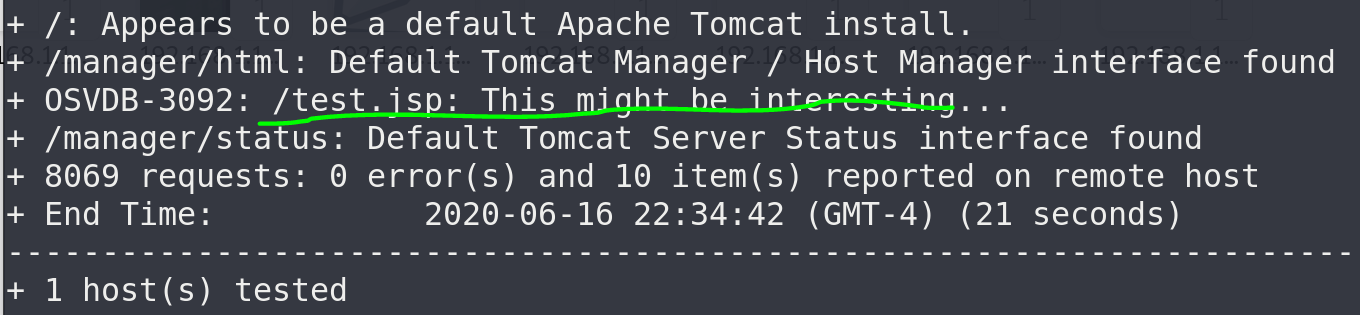 + /: Appears to be a default Apache Tomcat install.
+ /manager/html: Default Tomcat Manager / Host Manager interface found
+ OSVDB-3092: /test.jsp: This might be interesting...
+ /manager/status: Default Tomcat Server Status interface found
+ 8069 requests: 0 error(s) and 10 item(s) reported on remote host
+ End Time:           2020-06-16 22:34:42 (GMT-4) (21 seconds)
---------------------------------------------------------------------------
+ 1 host(s) tested